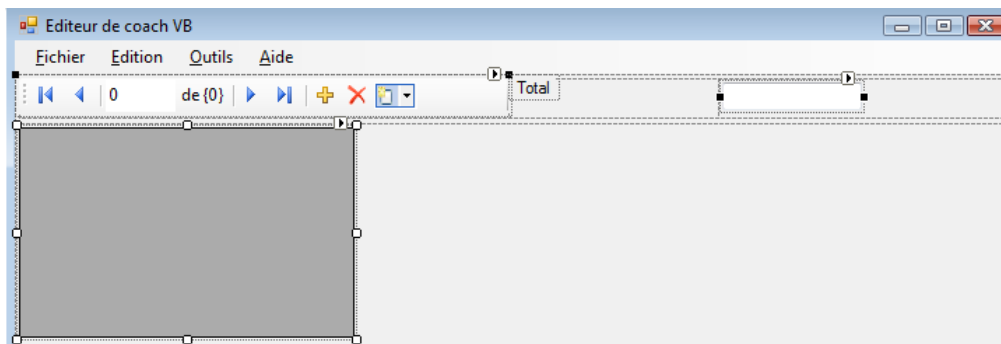 Editeur de coach VB
Fichier Edition Outils Aide
0 de {0} Total